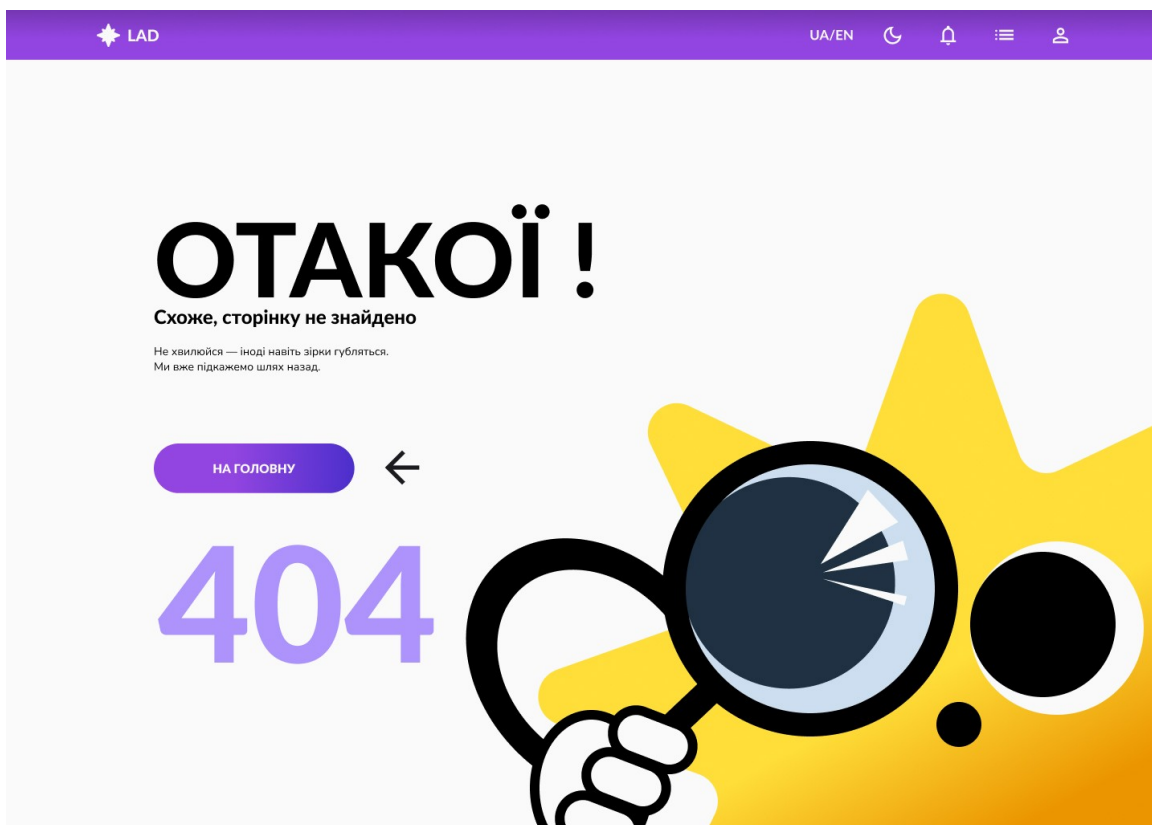 LAD
UA/EN
ОТАКОЇ !
Схоже, сторінку не знайдено
Не хвилюйся — іноді навіть зірки губляться.
Ми вже підкажемо шлях назад.
НА ГОЛОВНУ
404